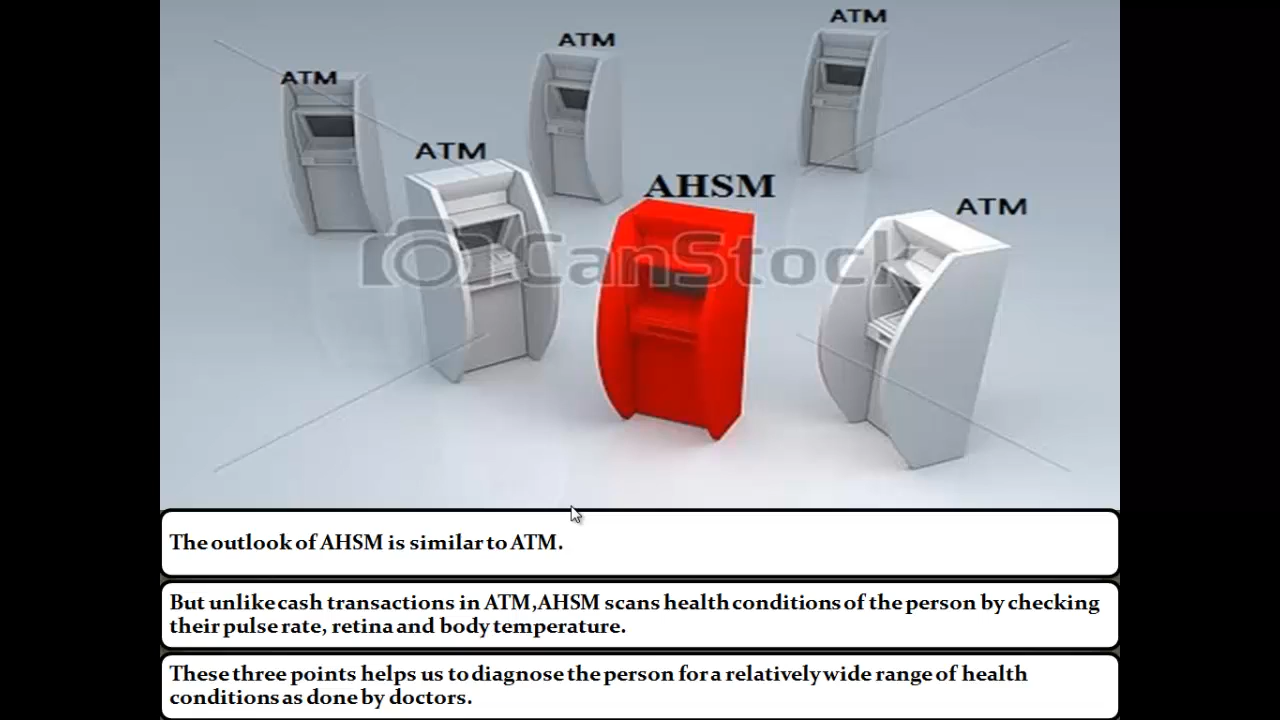 ATM
ATM
ATM
ATM
AHSM
ATM
CanStock
The outlook of AHSM is similar to ATM.
But unlike cash transactions in ATM,AHSM scans health conditions of the person by checking
their pulse rate, retina and body temperature.
These three points helps us to diagnose the person for a relatively wide range of health
conditions as done by doctors.